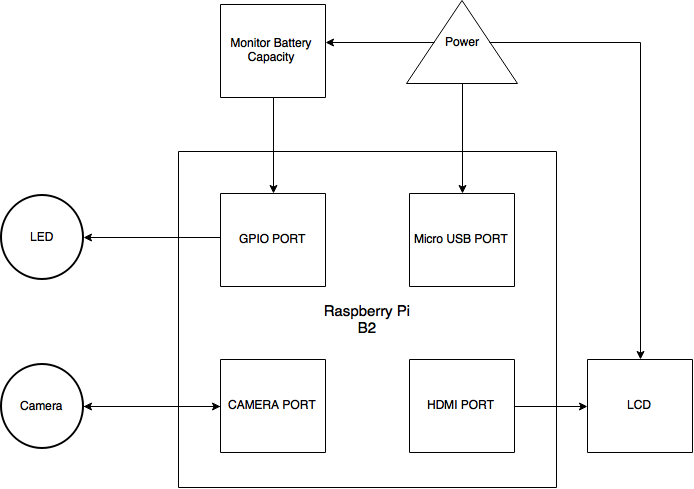 Monitor Battery
Capacity
Power
LED
GPIO PORT
Micro USB PORT
Raspberry Pi
B2
Camera
CAMERA PORT
HDMI PORT
LCD